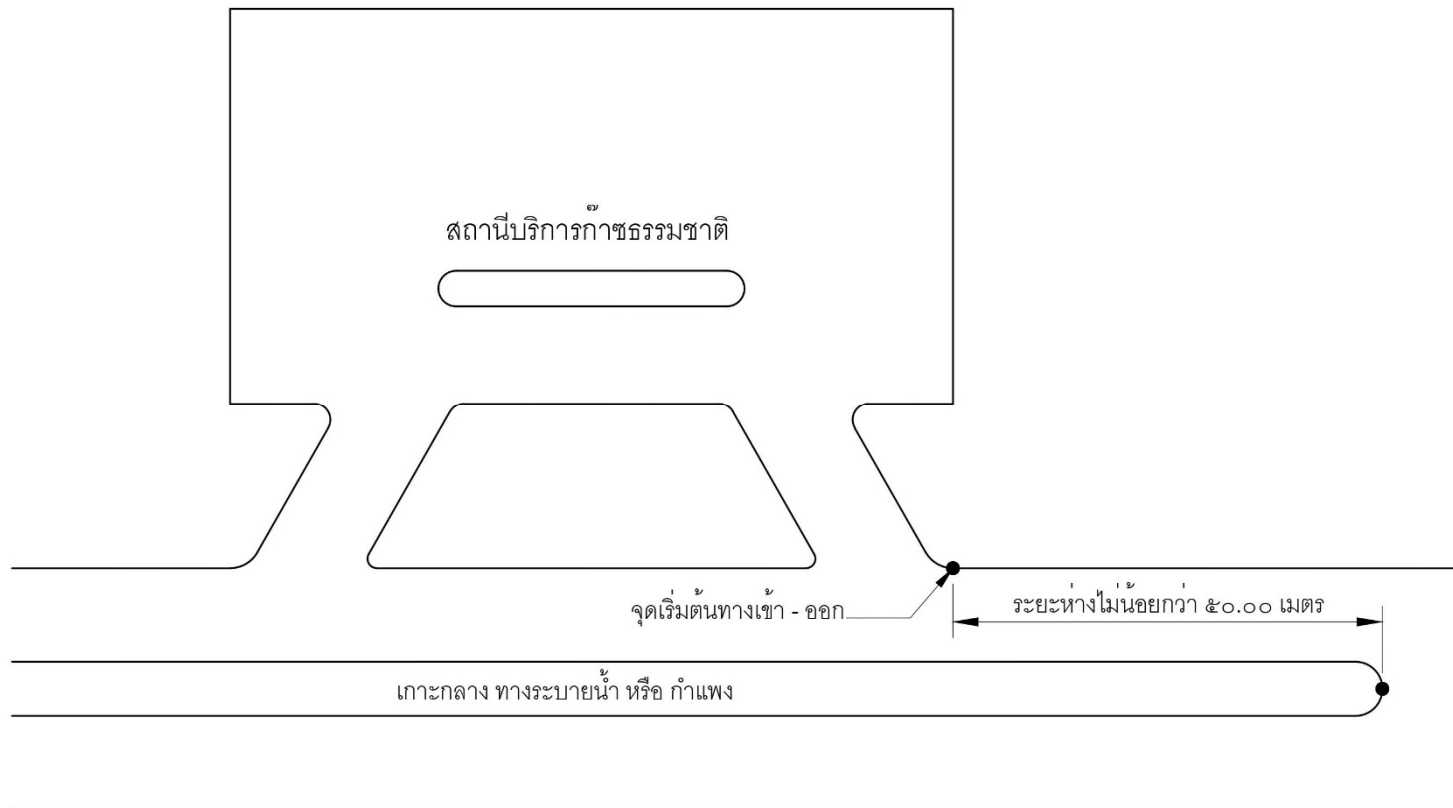 สถานีบริการก๊าซธรรมชาติ
จุดเริ่มต้นทางเข้า - ออก
ระยะห่างไม่น้อยกว่า ๕๐.๐๐ เมตร
เกาะกลาง ทางระบายน้ำ หรือ กำแพง